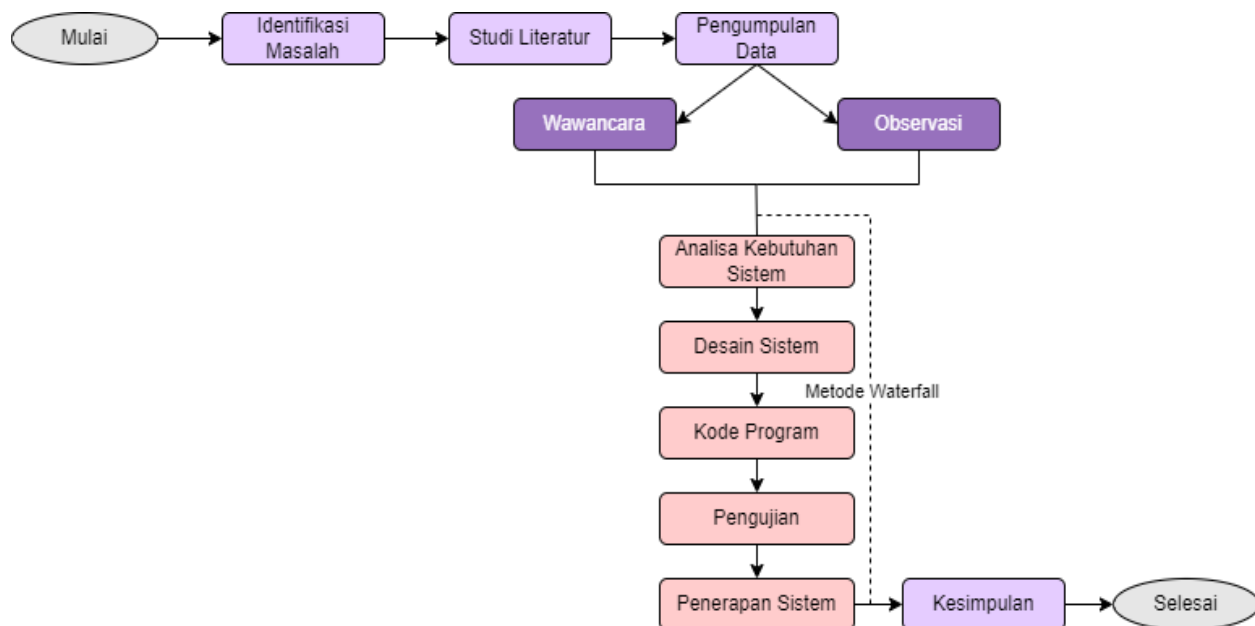 Mulai
Identifikasi
Masalah
Studi Literatur
Pengumpulan
Data
Wawancara
Observasi
Analisa Kebutuhan
Sistem
Desain Sistem
Metode Waterfall
Kode Program
Pengujian
Penerapan Sistem
Kesimpulan
Selesai